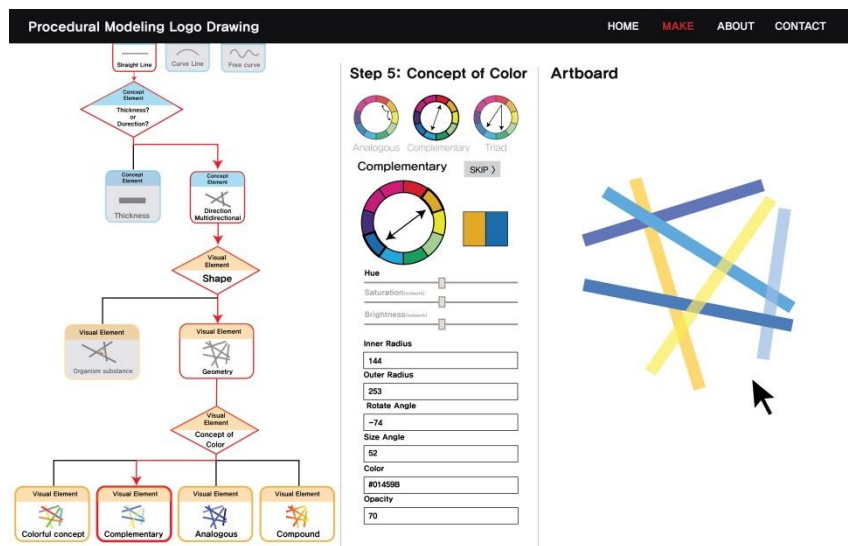 Procedural Modeling Logo Drawing
HOME
MAKE
ABOUT
CONTACT
Straight Line
Curve Line
Free curve
Concept
Element
Thickness?
or
Dorection?
Concept
Element
Thickness
Concept
Element
Direction
Multidirectional
Visual
Element
Shape
Visual Element
Organism substance
Visual Element
Geometry
Visual
Element
Concept of
Color
Visual Element
Colorful concept
Visual Element
Complementary
Visual Element
Analogous
Visual Element
Compound
Step 5: Concept of Color
Analogous
Complementary
Triad
Complementary
SKIP 〉
Hue
Saturation(network)
Brightness(network)
Inner Radius
144
Outer Radius
253
Rotate Angle
-74
Size Angle
52
Color
#01459B
Opacity
70
Artboard